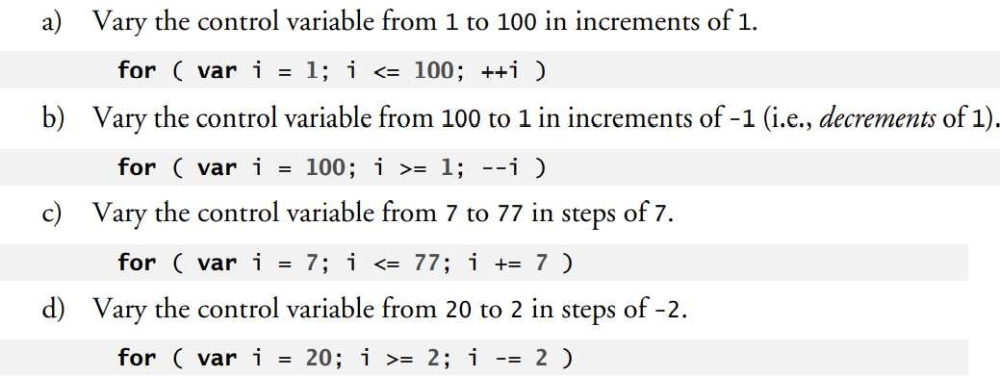 a) Vary the control variable from 1 to 100 in increments of 1.
for ( var i = 1; i <= 100; ++i )
b) Vary the control variable from 100 to 1 in increments of -1 (i.e., decrements of 1).
for ( var i = 100; i >= 1; --i )
c) Vary the control variable from 7 to 77 in steps of 7.
for ( var i = 7; i <= 77; i += 7 )
d) Vary the control variable from 20 to 2 in steps of -2.
for ( var i = 20; i >= 2; i -= 2 )